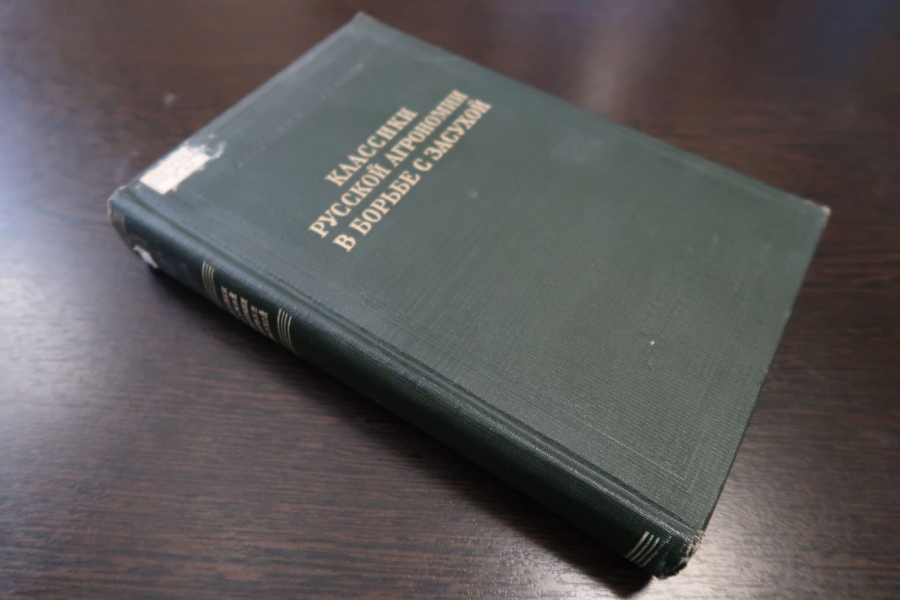 КЛАССИКИ
РУССКОЙ АГРОНОМИИ
В БОРЬБЕ С ЗАСУХОЙ